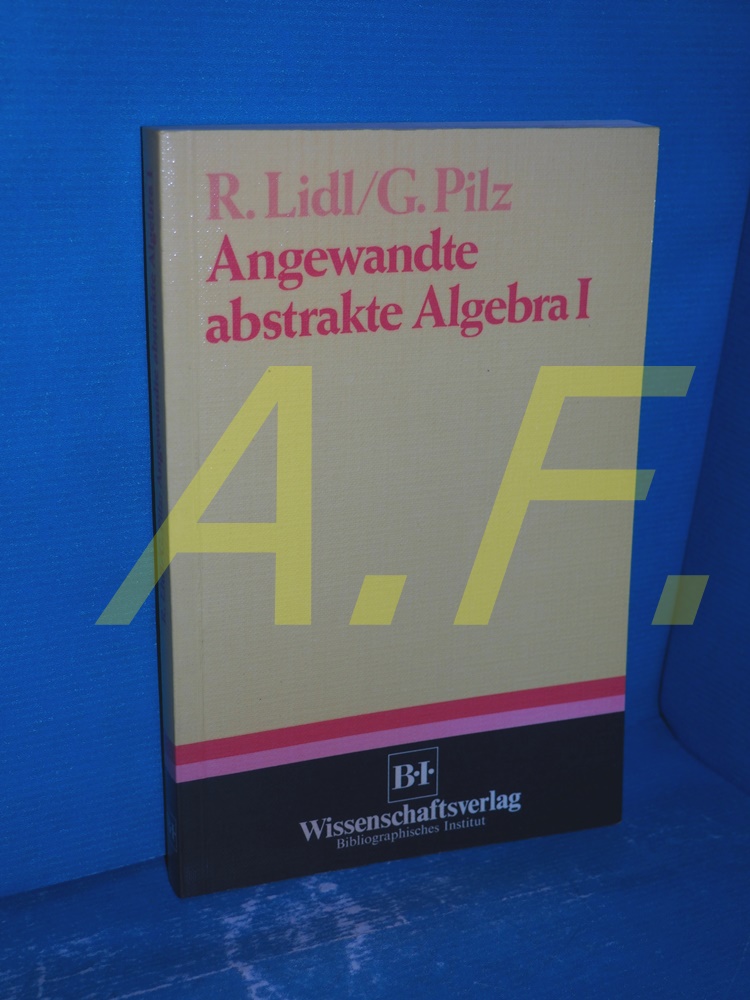 R. Lidl/G. Pilz
Angewandte
abstrakte Algebra I
A.F.
B·I·
Wissenschaftsverlag
Bibliographisches Institut